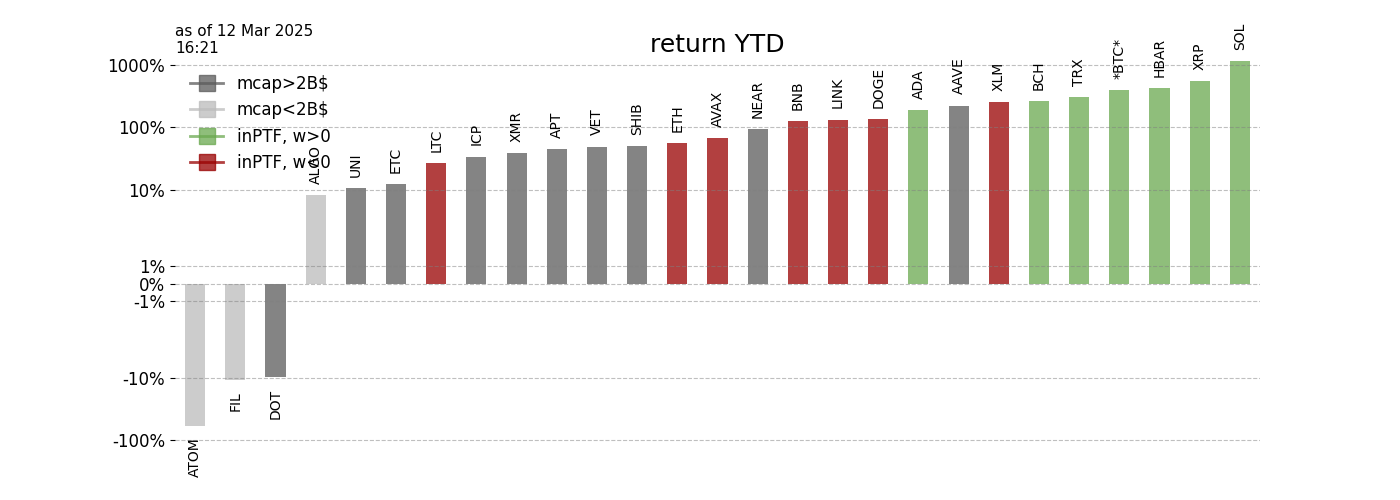 as of 12 Mar 2025
16:21
return YTD
1000%
100%
10%
1%
0%
-1%
-10%
-100%
mcap>2B$
mcap<2B$
inPTF, w>0
inPTF, w<0
ATOM
FIL
DOT
ALGO
UNI
ETC
LTC
ICP
XMR
APT
VET
SHIB
ETH
AVAX
NEAR
BNB
LINK
DOGE
ADA
AAVE
XLM
BCH
TRX
*BTC*
HBAR
XRP
SOL